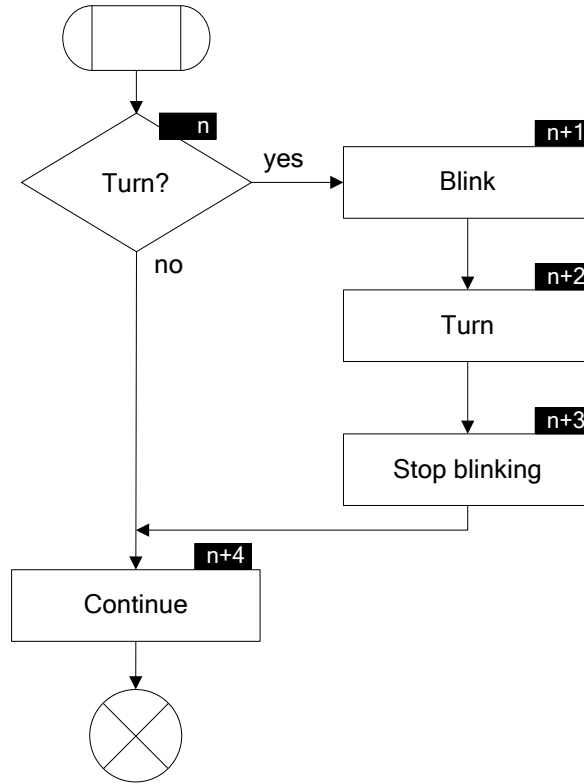 n
Turn?
yes
no
n+1
Blink
n+2
Turn
n+3
Stop blinking
n+4
Continue